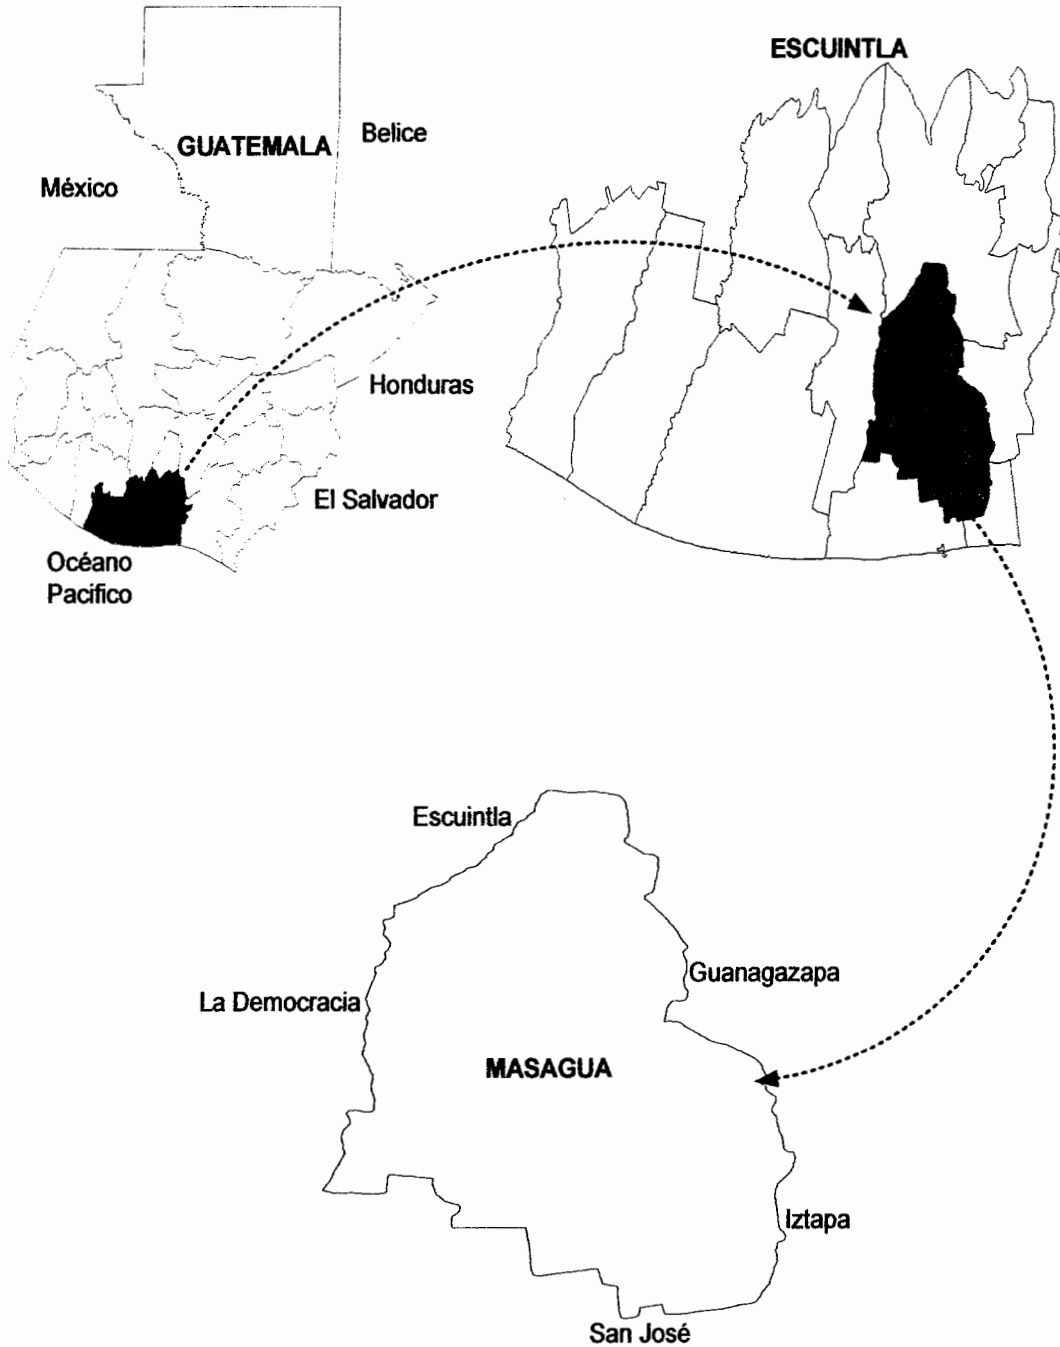 ESCUINTLA
Belice
GUATEMALA
México
Honduras
El Salvador
Océano
Pacifico
Escuintla
Guanagazapa
La Democracia
MASAGUA
Iztapa
San José